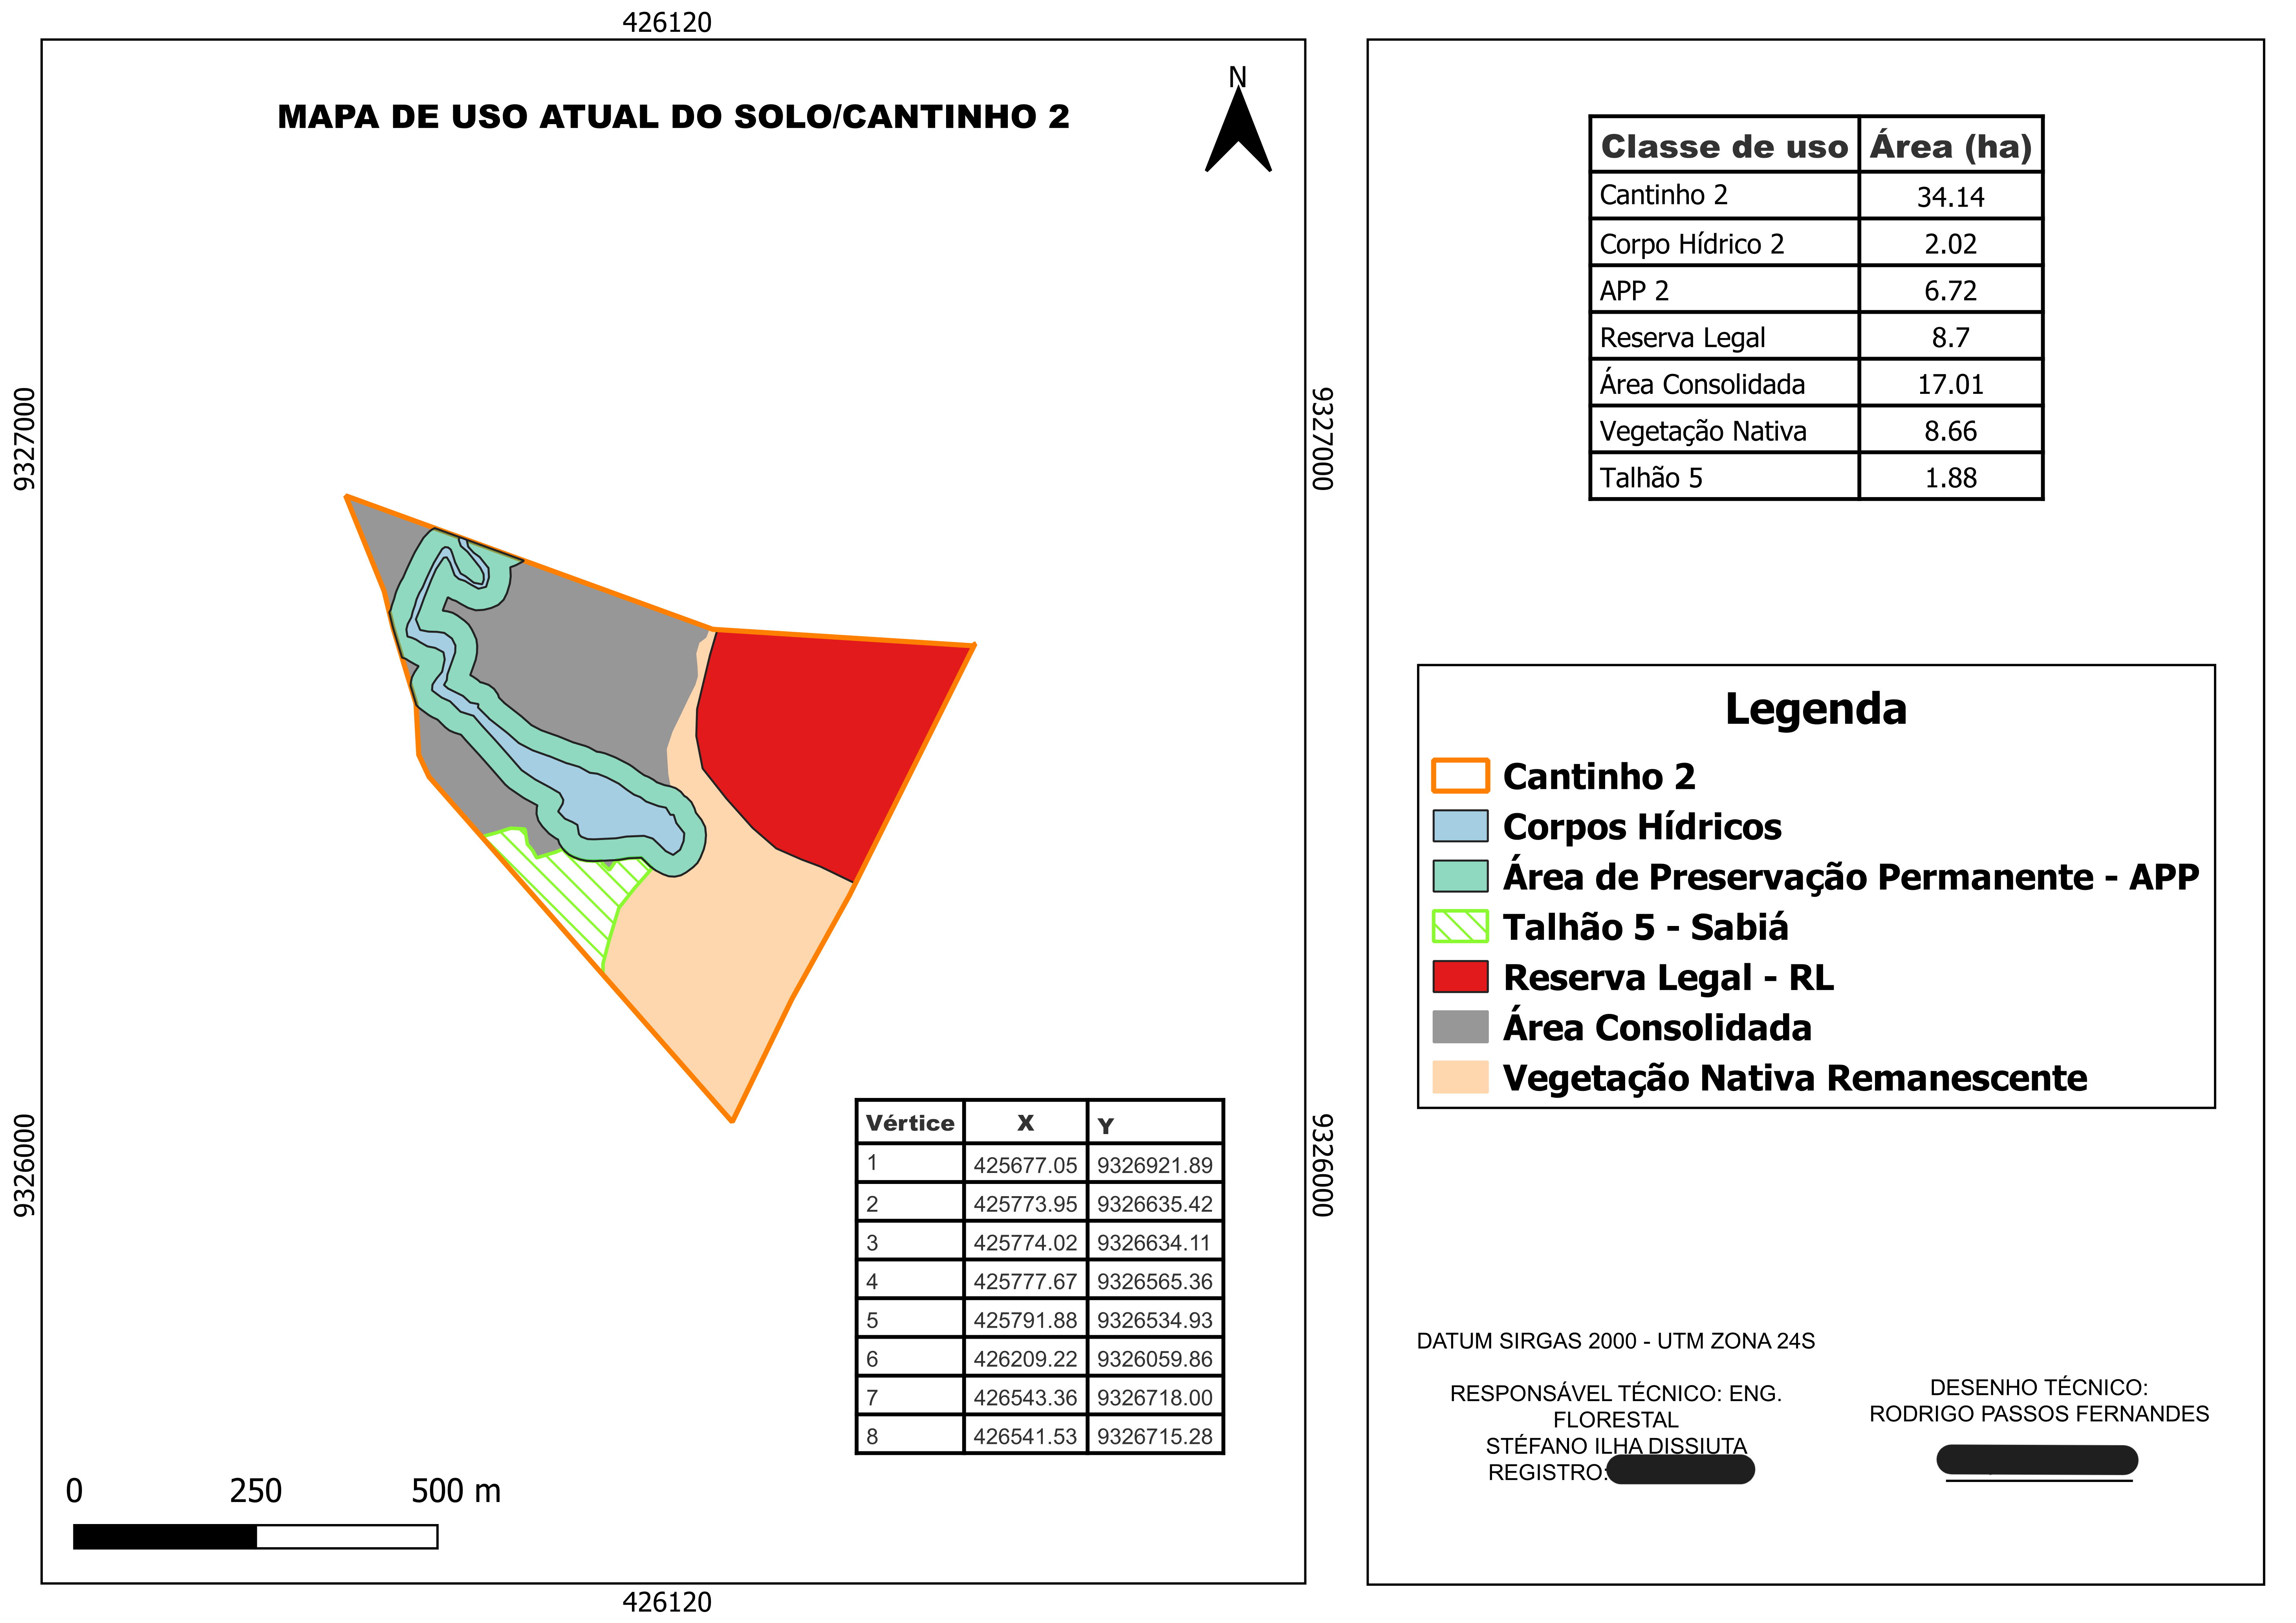 426120
MAPA DE USO ATUAL DO SOLO/CANTINHO 2
N
9327000
9327000
9326000
9326000
Vértice X Y
1 425677.05 9326921.89
2 425773.95 9326635.42
3 425774.02 9326634.11
4 425777.67 9326565.36
5 425791.88 9326534.93
6 426209.22 9326059.86
7 426543.36 9326718.00
8 426541.53 9326715.28
0 250 500 m
426120
Classe de uso Área (ha)
Cantinho 2 34.14
Corpo Hídrico 2 2.02
APP 2 6.72
Reserva Legal 8.7
Área Consolidada 17.01
Vegetação Nativa 8.66
Talhão 5 1.88
Legenda
Cantinho 2
Corpos Hídricos
Área de Preservação Permanente - APP
Talhão 5 - Sabiá
Reserva Legal - RL
Área Consolidada
Vegetação Nativa Remanescente
DATUM SIRGAS 2000 - UTM ZONA 24S
RESPONSÁVEL TÉCNICO: ENG.
FLORESTAL
STÉFANO ILHA DISSIUTA
REGISTRO:
DESENHO TÉCNICO:
RODRIGO PASSOS FERNANDES